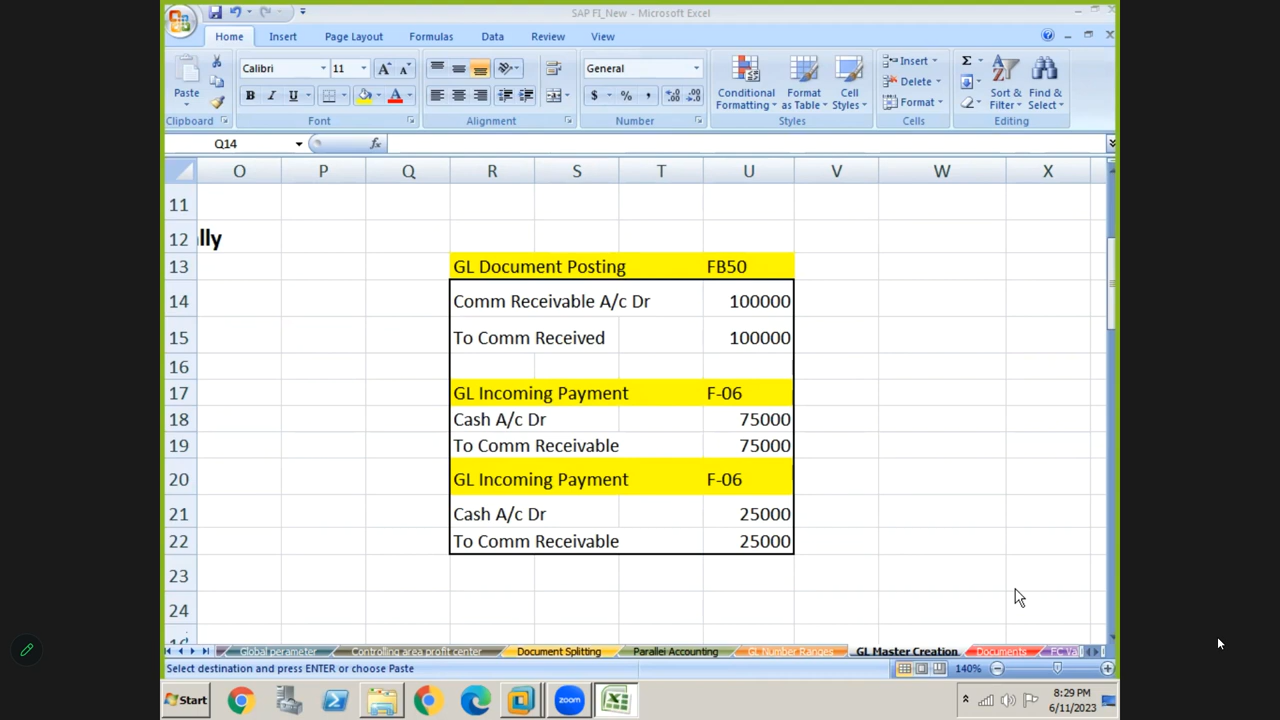 SAP FI_New - Microsoft Excel
Home Insert Page Layout Formulas Data Review View
Calibri 11 General Insert
Paste B I U $ % , Conditional Formatting Format as Table Cell Styles Delete Format Sort & Filter Find & Select
Clipboard Font Alignment Number Styles Cells Editing
Q14 fx
O P Q R S T U V W X
11
12 lly
13 GL Document Posting FB50
14 Comm Receivable A/c Dr 100000
15 To Comm Received 100000
16
17 GL Incoming Payment F-06
18 Cash A/c Dr 75000
19 To Comm Receivable 75000
20 GL Incoming Payment F-06
21 Cash A/c Dr 25000
22 To Comm Receivable 25000
23
24
Global perameter Controlling area profit center Document Splitting Parallel Accounting GL Number Ranges GL Master Creation Documents FC Va
Select destination and press ENTER or choose Paste 140%
Start zoom 8:29 PM
6/11/2023